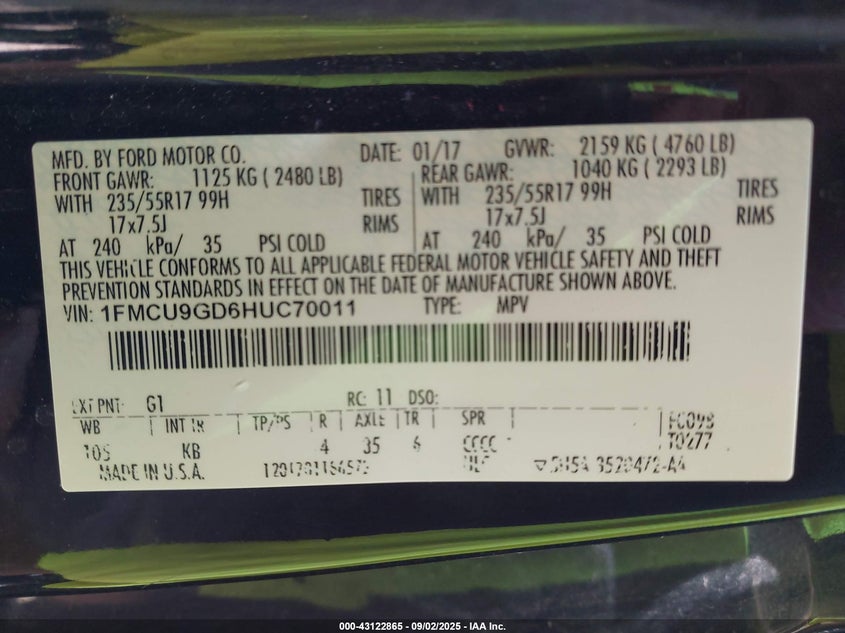 MFD. BY FORD MOTOR CO. DATE: 01/17 GVWR: 2159 KG ( 4760 LB)
FRONT GAWR: 1125 KG ( 2480 LB) REAR GAWR: 1040 KG ( 2293 LB)
WITH 235/55R17 99H TIRES WITH 235/55R17 99H TIRES
17x7.5J RIMS 17x7.5J RIMS
AT 240 kPa/ 35 PSI COLD AT 240 kPa/ 35 PSI COLD
THIS VEHICLE CONFORMS TO ALL APPLICABLE FEDERAL MOTOR VEHICLE SAFETY AND THEFT
PREVENTION STANDARDS IN EFFECT ON THE DATE OF MANUFACTURE SHOWN ABOVE.
VIN: 1FMCU9GD6HUC70011 TYPE: MPV
EXT PNT: G1 RC: 11 DSO:
WB INT TR TP/PS R AXLE TR SPR
105 KB 4 35 6 T0277
MADE IN U.S.A.
000-43122865 - 09/02/2025 - IAA Inc.